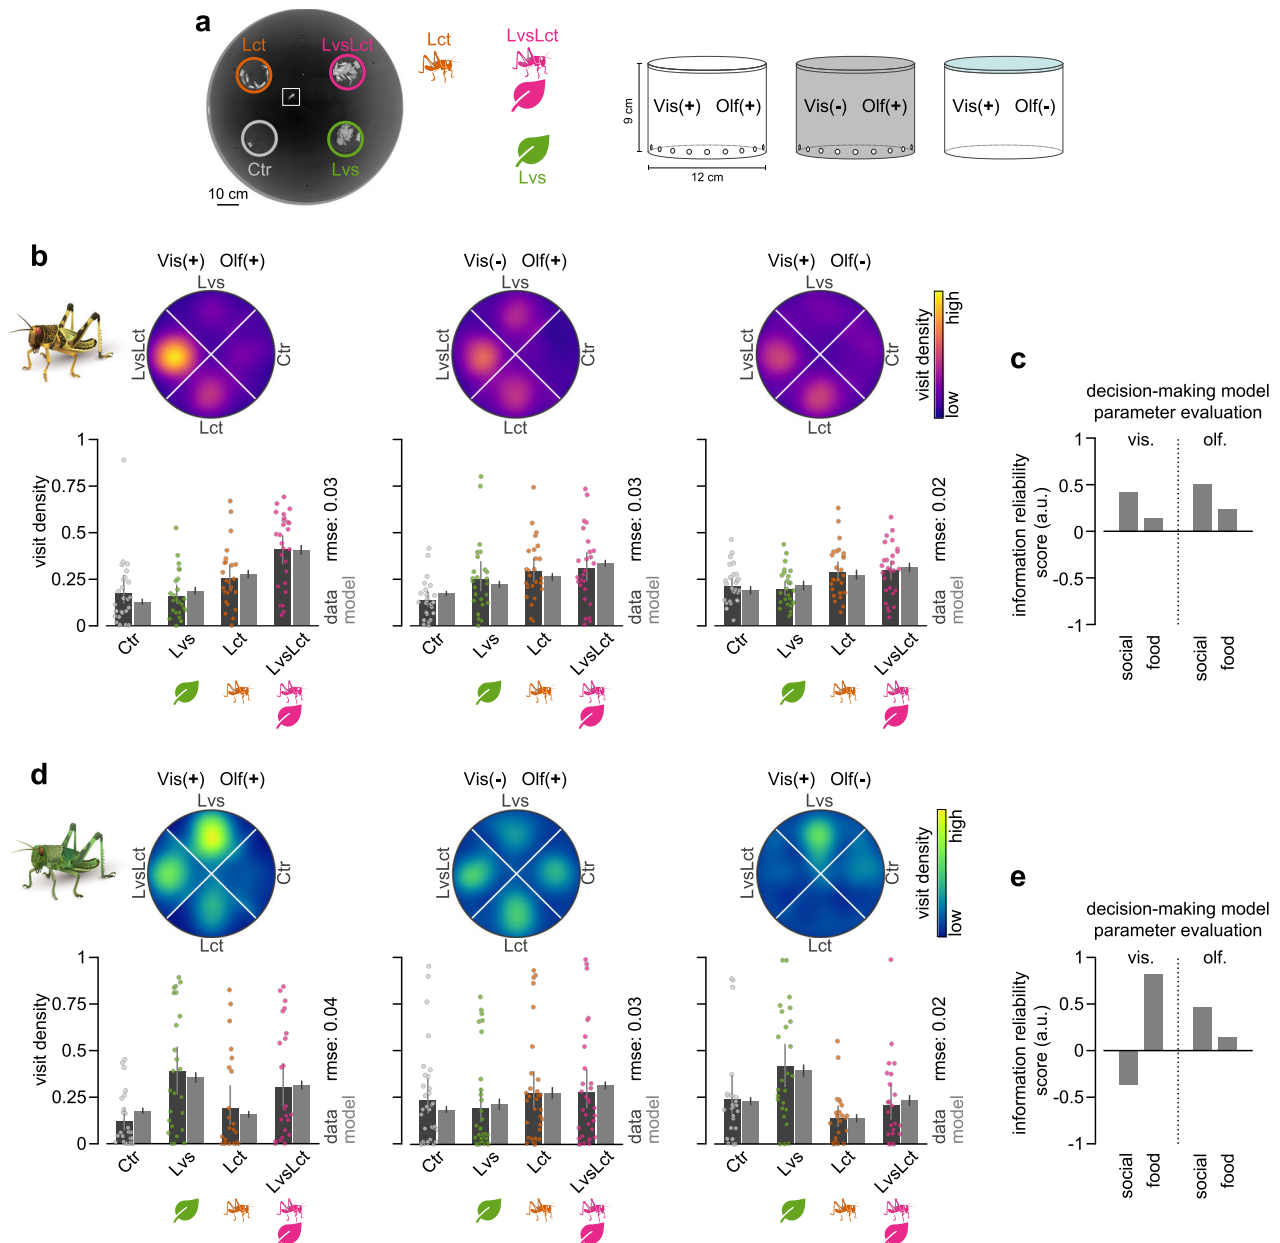 a
Lct
LvsLct
Ctr
Lvs
10 cm
Lct
LvsLct
Lvs
9 cm
12 cm
Vis(+) Olf(+)
Vis(-) Olf(+)
Vis(+) Olf(-)
b
Vis(+) Olf(+)
Lvs
LvsLct
Ctr
Lct
Vis(-) Olf(+)
Lvs
LvsLct
Ctr
Lct
Vis(+) Olf(-)
Lvs
LvsLct
Ctr
Lct
visit density
low
high
visit density
1
0.75
0.5
0.25
0
Ctr
Lvs
Lct
LvsLct
rmse: 0.03
data
model
Ctr
Lvs
Lct
LvsLct
rmse: 0.03
data
model
Ctr
Lvs
Lct
LvsLct
rmse: 0.02
data
model
c
decision-making model
parameter evaluation
vis.
olf.
information reliability
score (a.u.)
1
0.5
0
-0.5
-1
social
food
social
food
d
Vis(+) Olf(+)
Lvs
LvsLct
Ctr
Lct
Vis(-) Olf(+)
Lvs
LvsLct
Ctr
Lct
Vis(+) Olf(-)
Lvs
LvsLct
Ctr
Lct
visit density
low
high
visit density
1
0.75
0.5
0.25
0
Ctr
Lvs
Lct
LvsLct
rmse: 0.04
data
model
Ctr
Lvs
Lct
LvsLct
rmse: 0.03
data
model
Ctr
Lvs
Lct
LvsLct
rmse: 0.02
data
model
e
decision-making model
parameter evaluation
vis.
olf.
information reliability
score (a.u.)
1
0.5
0
-0.5
-1
social
food
social
food